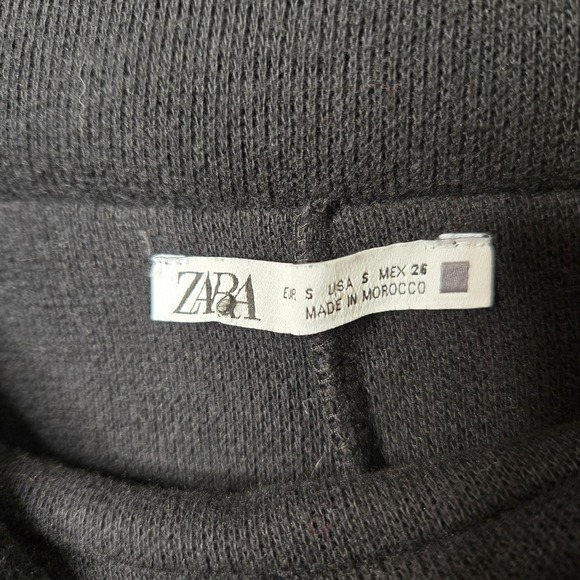 ZARA
EUR S USA S MEX 26
MADE IN MOROCCO